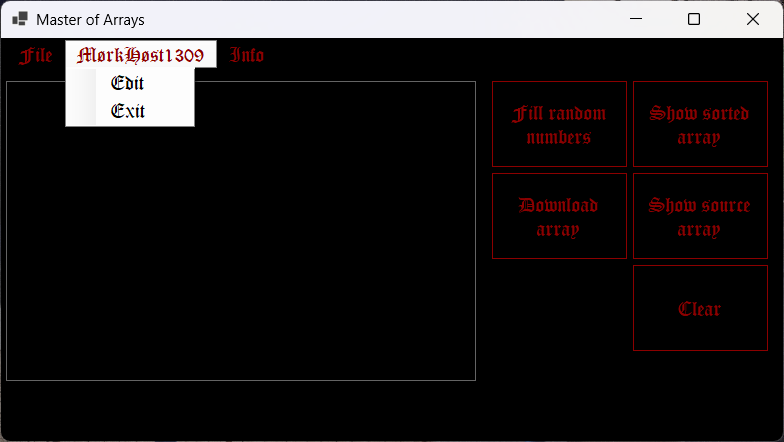 Master of Arrays
File MørkHøst1309 Info
Edit
Exit
Fill random
numbers
Show sorted
array
Download
array
Show source
array
Clear